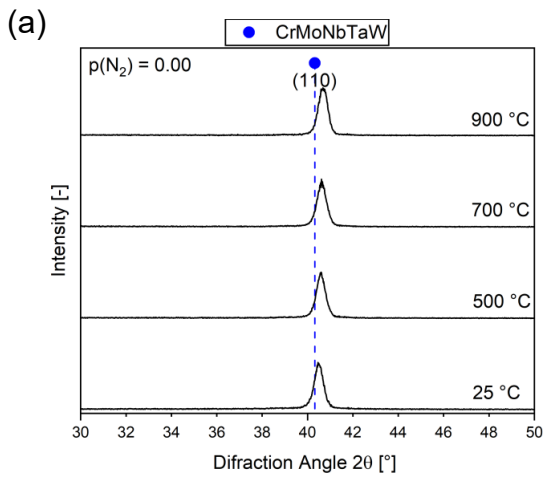 (a)
CrMoNbTaW
p(N₂) = 0.00
(110)
900 °C
700 °C
500 °C
25 °C
Intensity [-]
30 32 34 36 38 40 42 44 46 48 50
Difraction Angle 2θ [°]